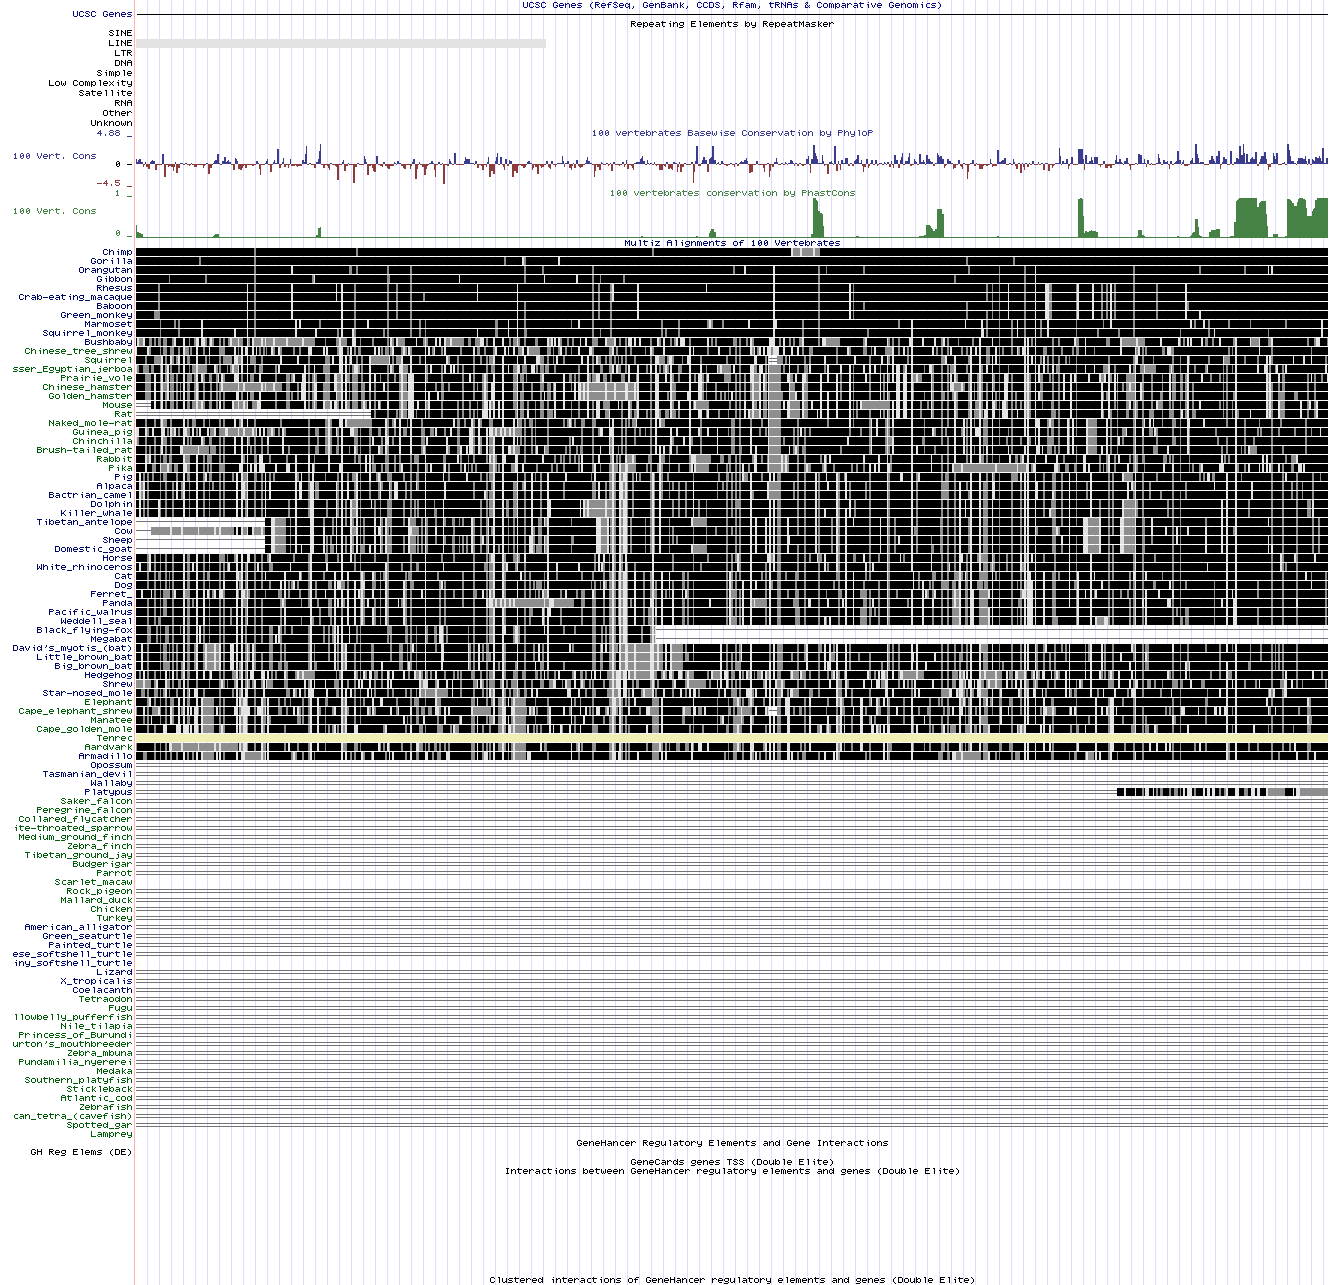 UCSC Genes (RefSeq, GenBank, CCDS, Rfam, tRNAs & Comparative Genomics)
UCSC Genes
Repeating Elements by RepeatMasker
SINE
LINE
LTR
DNA
Simple
Low Complexity
Satellite
RNA
Other
Unknown
100 vertebrates Basewise Conservation by PhyloP
4.88 _
100 Vert. Cons
0 -
-4.5 _
100 vertebrates conservation by PhastCons
1 _
100 Vert. Cons
0 _
Multiz Alignments of 100 Vertebrates
Chimp
Gorilla
Orangutan
Gibbon
Rhesus
Crab-eating_macaque
Baboon
Green_monkey
Marmoset
Squirrel_monkey
Bushbaby
Chinese_tree_shrew
Squirrel
sser_Egyptian_jerboa
Prairie_vole
Chinese_hamster
Golden_hamster
Mouse
Rat
Naked_mole-rat
Guinea_pig
Chinchilla
Brush-tailed_rat
Rabbit
Pika
Pig
Alpaca
Bactrian_camel
Dolphin
Killer_whale
Tibetan_antelope
Cow
Sheep
Domestic_goat
Horse
White_rhinoceros
Cat
Dog
Ferret_
Panda
Pacific_walrus
Weddell_seal
Black_flying-fox
Megabat
David's_myotis_(bat)
Little_brown_bat
Big_brown_bat
Hedgehog
Shrew
Star-nosed_mole
Elephant
Cape_elephant_shrew
Manatee
Cape_golden_mole
Tenrec
Aardvark
Armadillo
Opossum
Tasmanian_devil
Wallaby
Platypus
Saker_falcon
Peregrine_falcon
Collared_flycatcher
ite-throated_sparrow
Medium_ground_finch
Zebra_finch
Tibetan_ground_jay
Budgerigar
Parrot
Scarlet_macaw
Rock_pigeon
Mallard_duck
Chicken
Turkey
American_alligator
Green_seaturtle
Painted_turtle
ese_softshell_turtle
iny_softshell_turtle
Lizard
X_tropicalis
Coelacanth
Tetraodon
Fugu
llowbelly_pufferfish
Nile_tilapia
Princess_of_Burundi
urton's_mouthbreeder
Zebra_mbuna
Pundamilia_nyererei
Medaka
Southern_platyfish
Stickleback
Atlantic_cod
Zebrafish
can_tetra_(cavefish)
Spotted_gar
Lamprey
GeneHancer Regulatory Elements and Gene Interactions
GH Reg Elems (DE)
GeneCards genes TSS (Double Elite)
Interactions between GeneHancer regulatory elements and genes (Double Elite)
Clustered interactions of GeneHancer regulatory elements and genes (Double Elite)